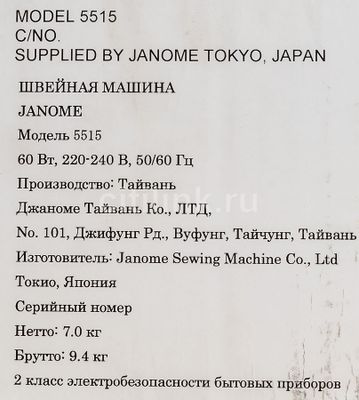 MODEL 5515
C/NO.
SUPPLIED BY JANOME TOKYO, JAPAN
ШВЕЙНАЯ МАШИНА
JANOME
Модель 5515
60 Вт, 220-240 В, 50/60 Гц
Производство: Тайвань
citilink.ru
Джаноме Тайвань Ко., ЛТД,
No. 101, Джифунг Рд., Вуфунг, Тайчунг, Тайвань
Изготовитель: Janome Sewing Machine Co., Ltd
Токио, Япония
Серийный номер
Нетто: 7.0 кг
Брутто: 9.4 кг
2 класс электробезопасности бытовых приборов